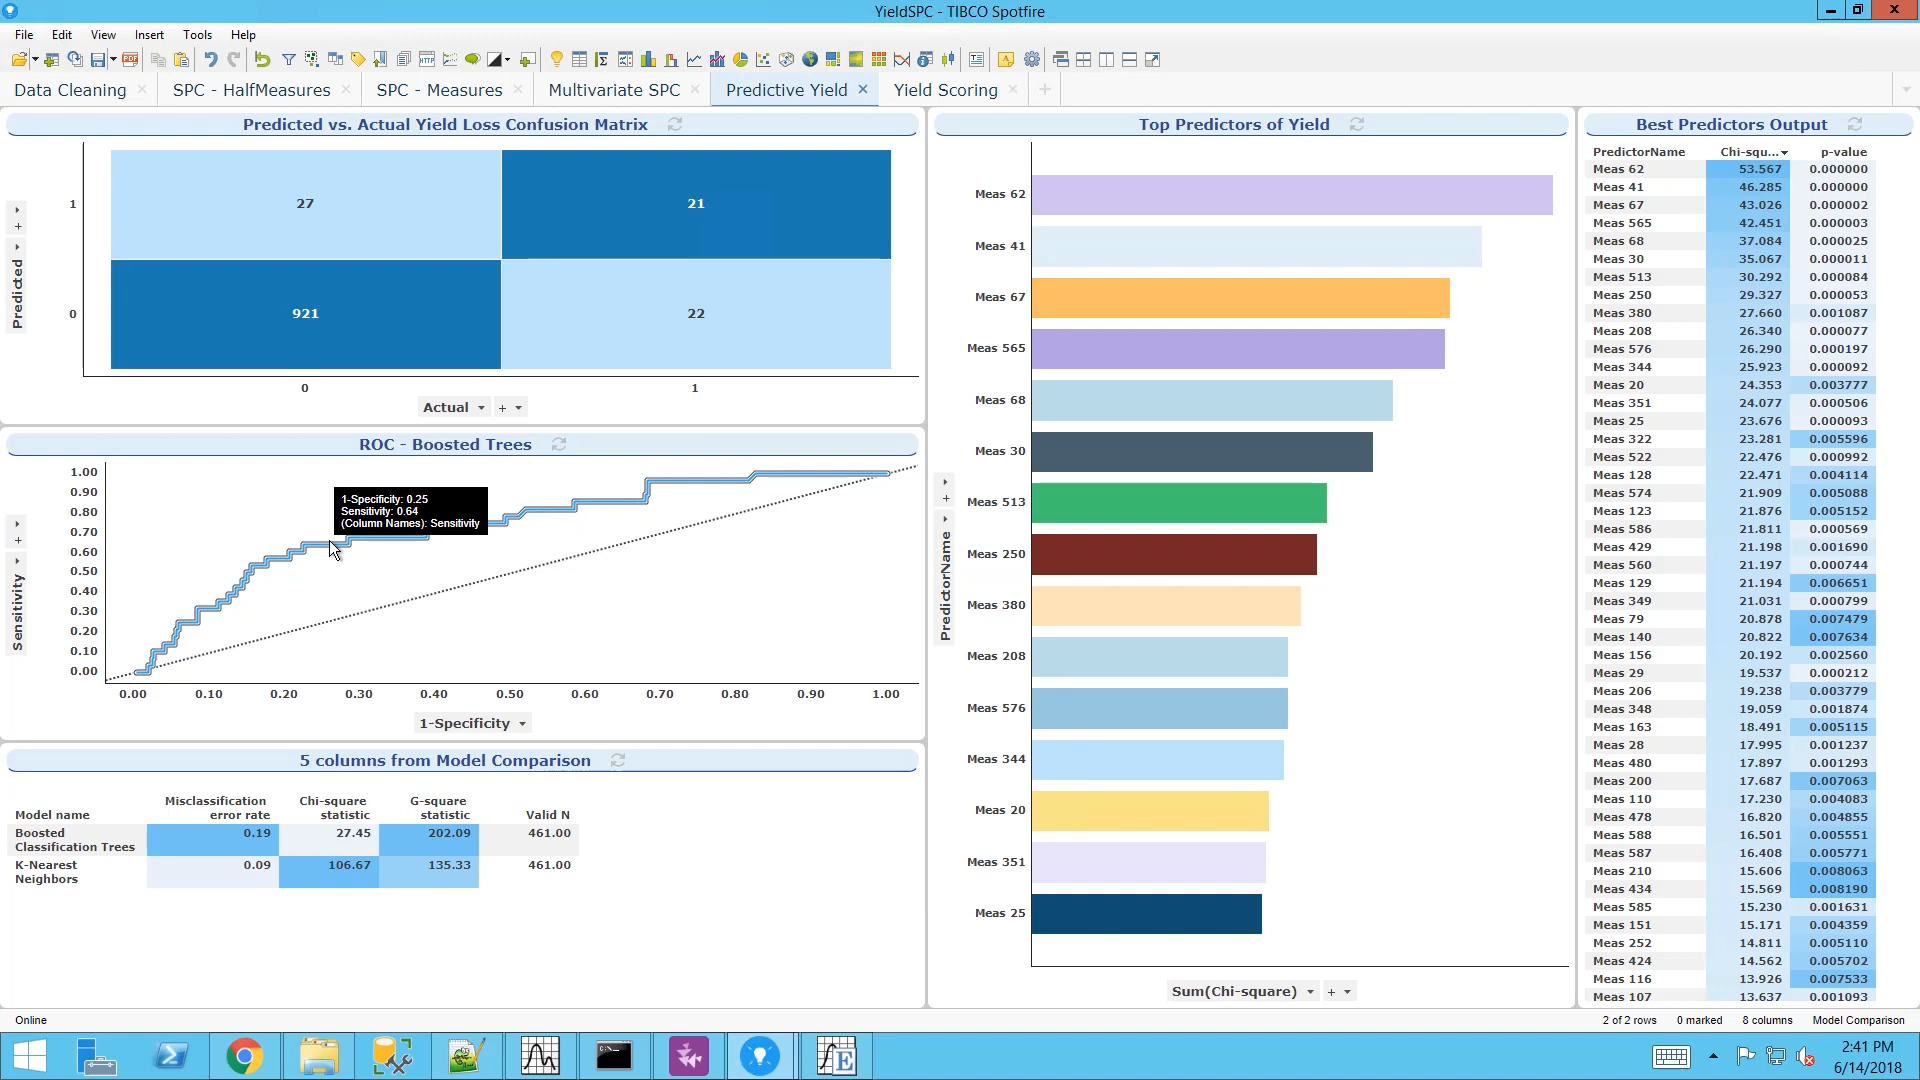 YieldSPC - TIBCO Spotfire
File Edit View Insert Tools Help
Data Cleaning SPC - HalfMeasures SPC - Measures Multivariate SPC Predictive Yield Yield Scoring
Predicted vs. Actual Yield Loss Confusion Matrix
1
27 21
0
921 22
Predicted
0 1
Actual
ROC - Boosted Trees
1.00
0.90
0.80
0.70
0.60
0.50
0.40
0.30
0.20
0.10
0.00
Sensitivity
1-Specificity: 0.25
Sensitivity: 0.64
(Column Names): Sensitivity
0.00 0.10 0.20 0.30 0.40 0.50 0.60 0.70 0.80 0.90 1.00
1-Specificity
5 columns from Model Comparison
Model name Misclassification error rate Chi-square statistic G-square statistic Valid N
Boosted Classification Trees 0.19 27.45 202.09 461.00
K-Nearest Neighbors 0.09 106.67 135.33 461.00
Top Predictors of Yield
PredictorName
Meas 62
Meas 41
Meas 67
Meas 565
Meas 68
Meas 30
Meas 513
Meas 250
Meas 380
Meas 208
Meas 576
Meas 344
Meas 20
Meas 351
Meas 25
Sum(Chi-square)
Best Predictors Output
PredictorName Chi-squ... p-value
Meas 62 53.567 0.000000
Meas 41 46.285 0.000000
Meas 67 43.026 0.000002
Meas 565 42.451 0.000003
Meas 68 37.084 0.000025
Meas 30 35.067 0.000011
Meas 513 30.292 0.000084
Meas 250 29.327 0.000053
Meas 380 27.660 0.001087
Meas 208 26.340 0.000077
Meas 576 26.290 0.000197
Meas 344 25.923 0.000092
Meas 20 24.353 0.003777
Meas 351 24.077 0.000506
Meas 25 23.676 0.000093
Meas 322 23.281 0.005596
Meas 522 22.476 0.000992
Meas 128 22.471 0.004114
Meas 574 21.909 0.005088
Meas 123 21.876 0.005152
Meas 586 21.811 0.000569
Meas 429 21.198 0.001690
Meas 560 21.197 0.000744
Meas 129 21.194 0.006651
Meas 349 21.031 0.000799
Meas 79 20.878 0.007479
Meas 140 20.822 0.007634
Meas 156 20.192 0.002560
Meas 29 19.537 0.000212
Meas 206 19.238 0.003779
Meas 348 19.059 0.001874
Meas 163 18.491 0.005115
Meas 28 17.995 0.001237
Meas 480 17.897 0.001293
Meas 200 17.687 0.007063
Meas 110 17.230 0.004083
Meas 478 16.820 0.004855
Meas 588 16.501 0.005551
Meas 587 16.408 0.005771
Meas 210 15.606 0.008063
Meas 434 15.569 0.008190
Meas 585 15.230 0.001631
Meas 151 15.171 0.004359
Meas 252 14.811 0.005110
Meas 424 14.562 0.005702
Meas 116 13.926 0.007533
Meas 107 13.637 0.001093
Online 2 of 2 rows 0 marked 8 columns Model Comparison
2:41 PM
6/14/2018